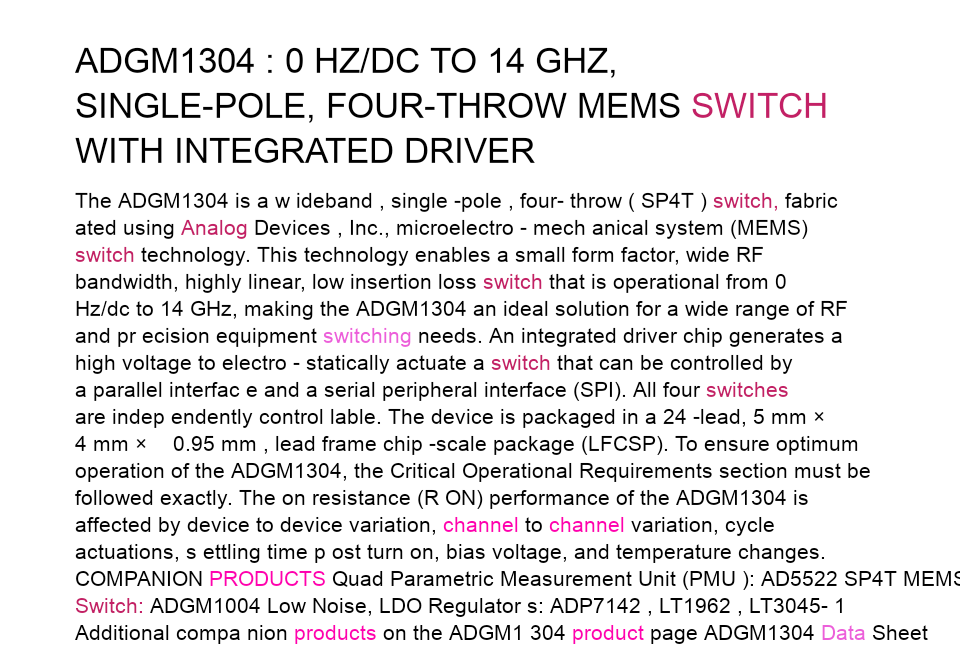 ADGM1304 : 0 HZ/DC TO 14 GHZ,
SINGLE-POLE, FOUR-THROW MEMS SWITCH
WITH INTEGRATED DRIVER
The ADGM1304 is a w ideband , single -pole , four- throw ( SP4T ) switch, fabric
ated using Analog Devices , Inc., microelectro - mech anical system (MEMS)
switch technology. This technology enables a small form factor, wide RF
bandwidth, highly linear, low insertion loss switch that is operational from 0
Hz/dc to 14 GHz, making the ADGM1304 an ideal solution for a wide range of RF
and pr ecision equipment switching needs. An integrated driver chip generates a
high voltage to electro - statically actuate a switch that can be controlled by
a parallel interfac e and a serial peripheral interface (SPI). All four switches
are indep endently control lable. The device is packaged in a 24 -lead, 5 mm ×
4 mm × 0.95 mm , lead frame chip -scale package (LFCSP). To ensure optimum
operation of the ADGM1304, the Critical Operational Requirements section must be
followed exactly. The on resistance (R ON) performance of the ADGM1304 is
affected by device to device variation, channel to channel variation, cycle
actuations, s ettling time p ost turn on, bias voltage, and temperature changes.
COMPANION PRODUCTS Quad Parametric Measurement Unit (PMU ): AD5522 SP4T MEMS
Switch: ADGM1004 Low Noise, LDO Regulator s: ADP7142 , LT1962 , LT3045- 1
Additional compa nion products on the ADGM1 304 product page ADGM1304 Data Sheet